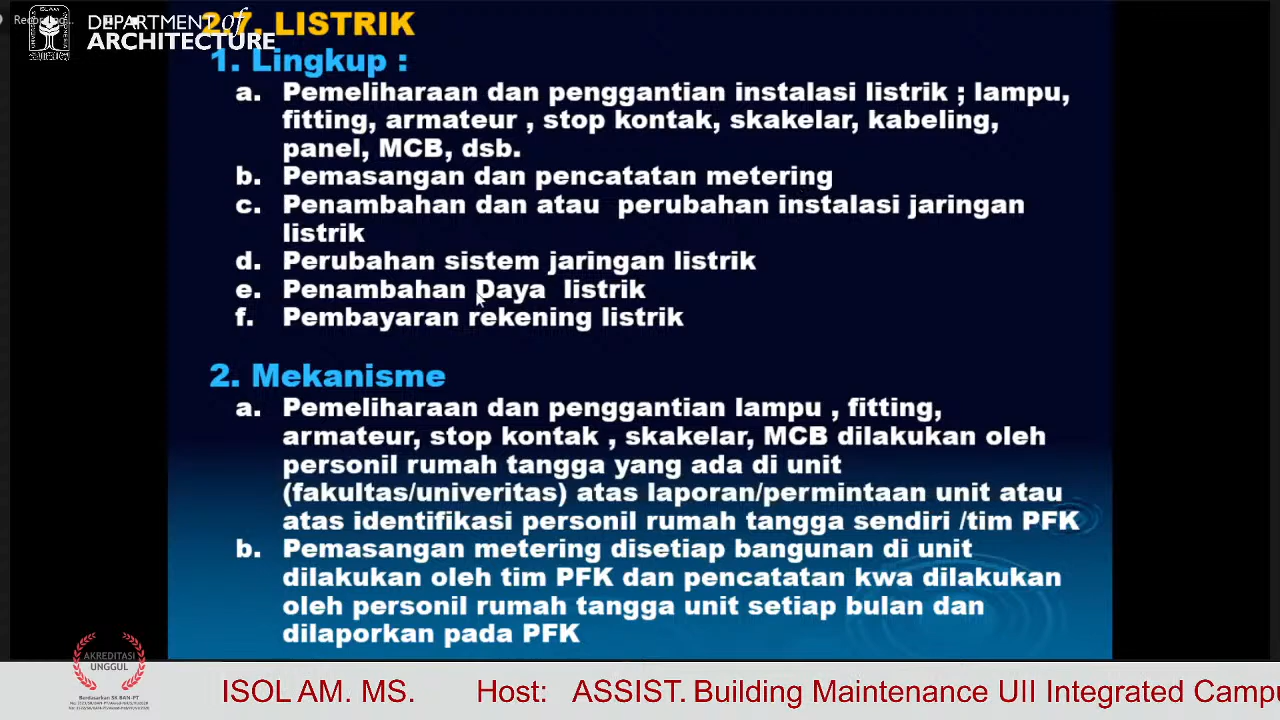 DEPARTMENT of
ARCHITECTURE
2.7. LISTRIK
1. Lingkup :
a. Pemeliharaan dan penggantian instalasi listrik ; lampu,
fitting, armateur , stop kontak, skakelar, kabeling,
panel, MCB, dsb.
b. Pemasangan dan pencatatan metering
c. Penambahan dan atau perubahan instalasi jaringan
listrik
d. Perubahan sistem jaringan listrik
e. Penambahan Daya listrik
f. Pembayaran rekening listrik
2. Mekanisme
a. Pemeliharaan dan penggantian lampu , fitting,
armateur, stop kontak , skakelar, MCB dilakukan oleh
personil rumah tangga yang ada di unit
(fakultas/univeritas) atas laporan/permintaan unit atau
atas identifikasi personil rumah tangga sendiri /tim PFK
b. Pemasangan metering disetiap bangunan di unit
dilakukan oleh tim PFK dan pencatatan kwa dilakukan
oleh personil rumah tangga unit setiap bulan dan
dilaporkan pada PFK
AKREDITASI
UNGGUL
Berdasarkan SK BAN-PT
ISOL AM. MS. Host: ASSIST. Building Maintenance UII Integrated Camp